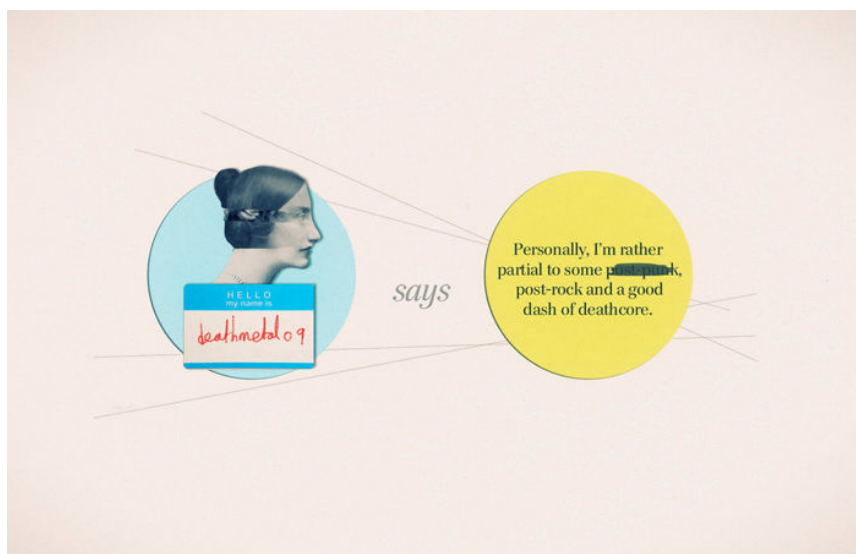 HELLO
my name is
deathmetal09
says
Personally, I'm rather
partial to some post-punk,
post-rock and a good
dash of deathcore.